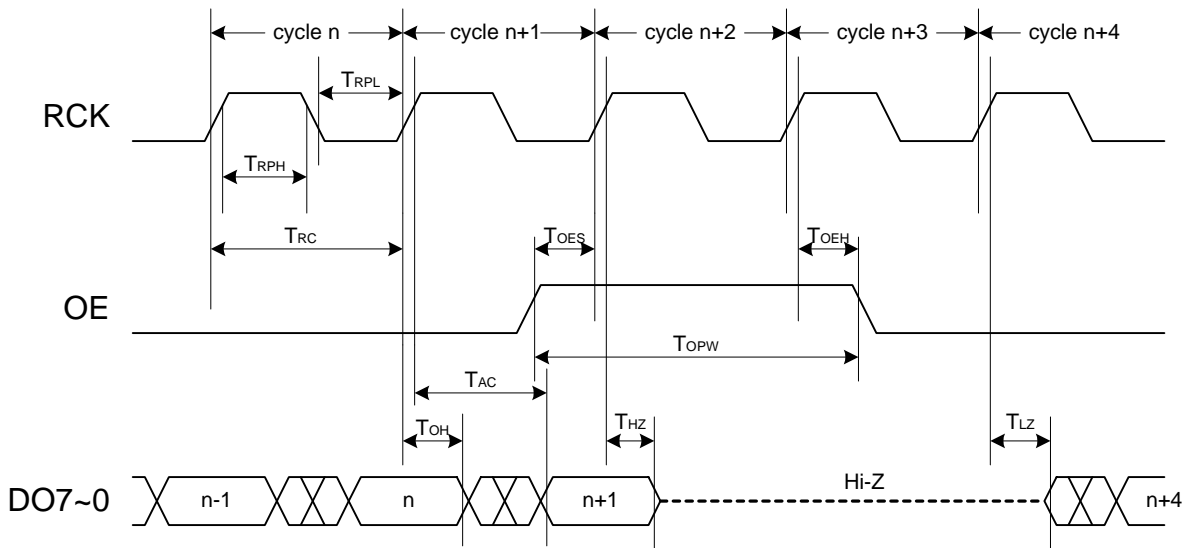 cycle n cycle n+1 cycle n+2 cycle n+3 cycle n+4
TRPL
RCK
TRPH
TRC TOES TOEH
OE
TOPW
TAC
TOH THZ TLZ
Hi-Z
DO7~0 n-1 n n+1 n+4